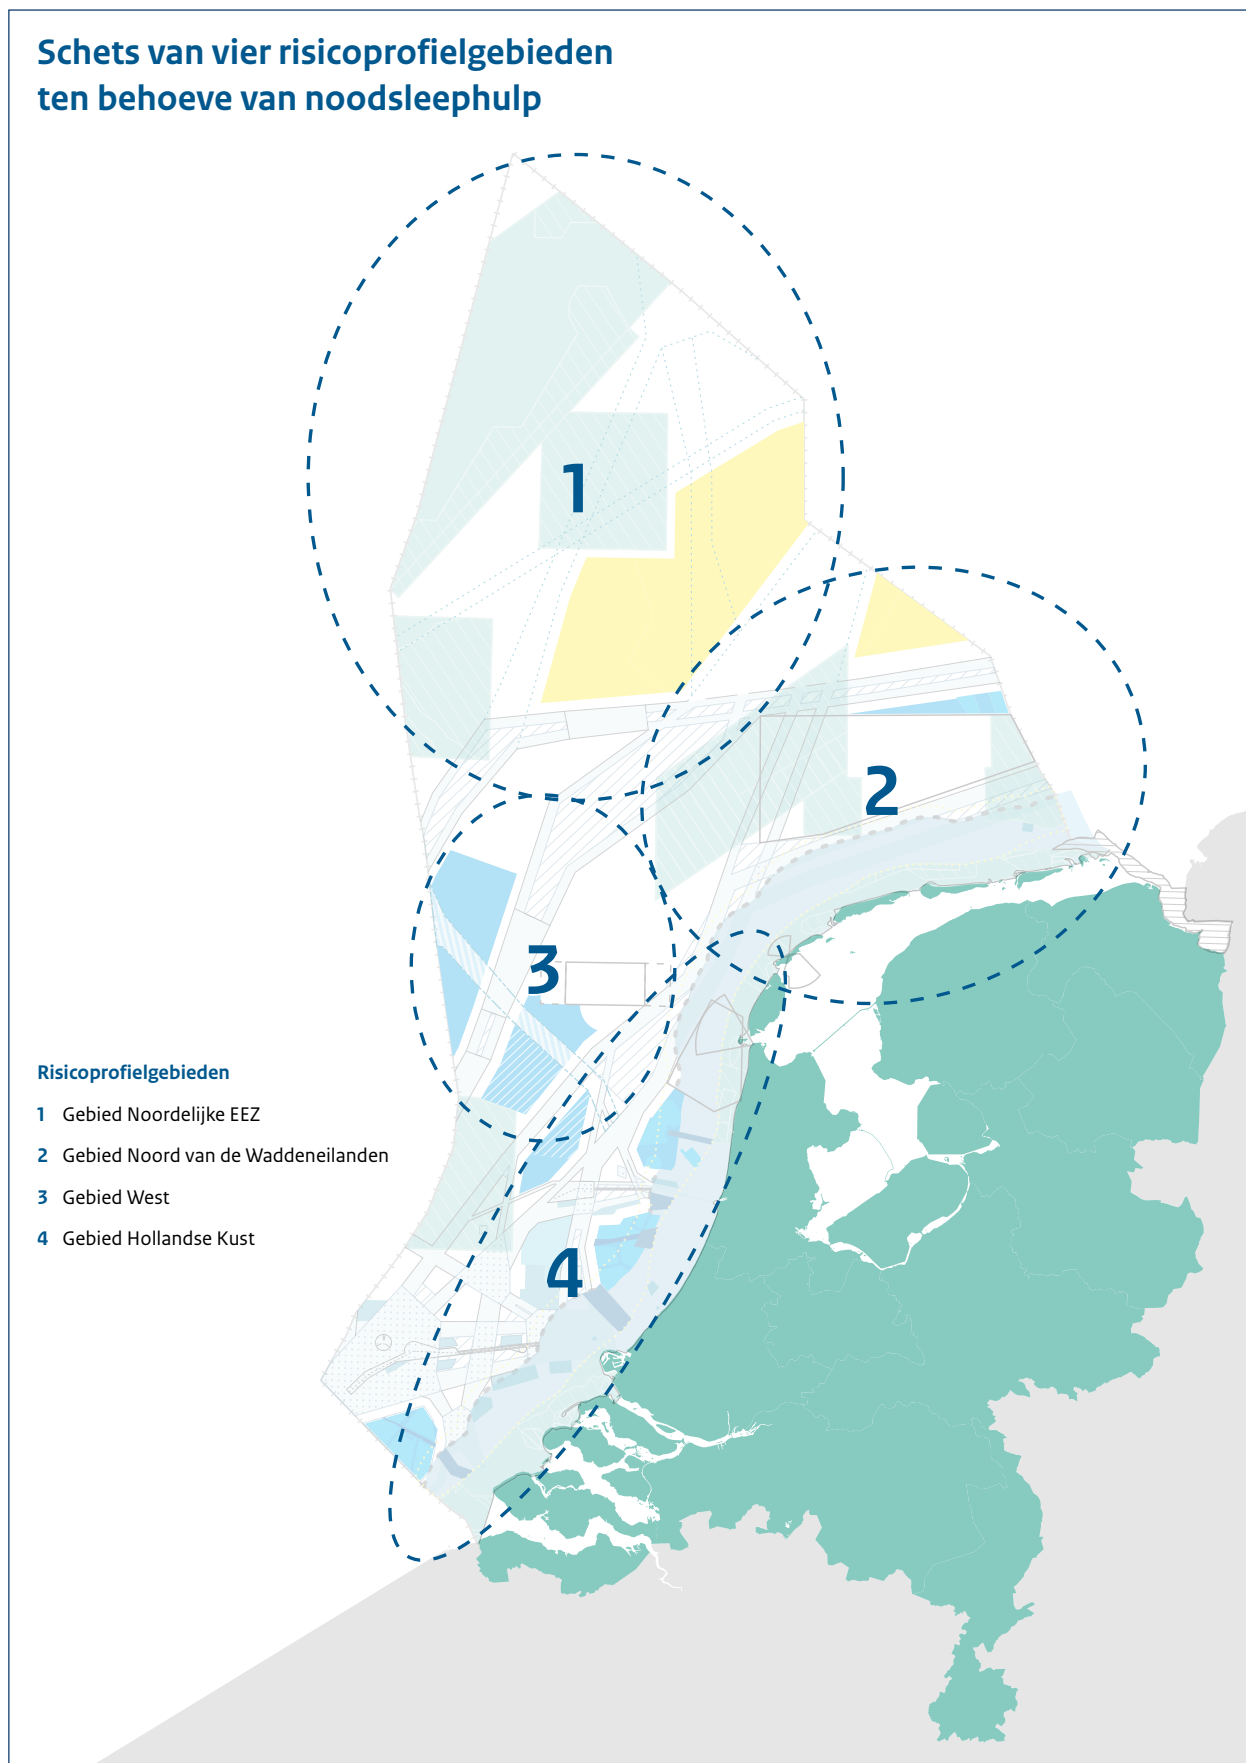 Schets van vier risicoprofielgebieden
ten behoeve van noodsleephulp
1
2
3
4
Risicoprofielgebieden
1 Gebied Noordelijke EEZ
2 Gebied Noord van de Waddeneilanden
3 Gebied West
4 Gebied Hollandse Kust